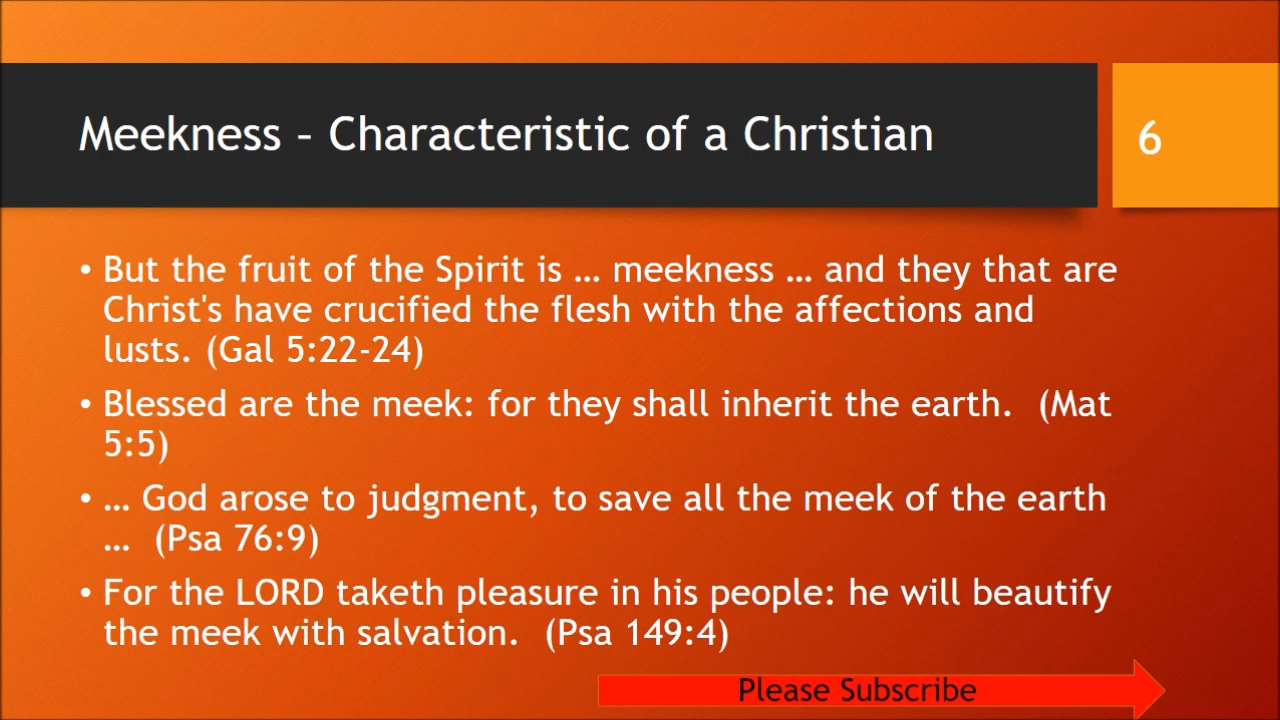 Meekness – Characteristic of a Christian
6
• But the fruit of the Spirit is … meekness … and they that are
Christ's have crucified the flesh with the affections and
lusts. (Gal 5:22-24)
• Blessed are the meek: for they shall inherit the earth.  (Mat
5:5)
• … God arose to judgment, to save all the meek of the earth
…  (Psa 76:9)
• For the LORD taketh pleasure in his people: he will beautify
the meek with salvation.  (Psa 149:4)
Please Subscribe